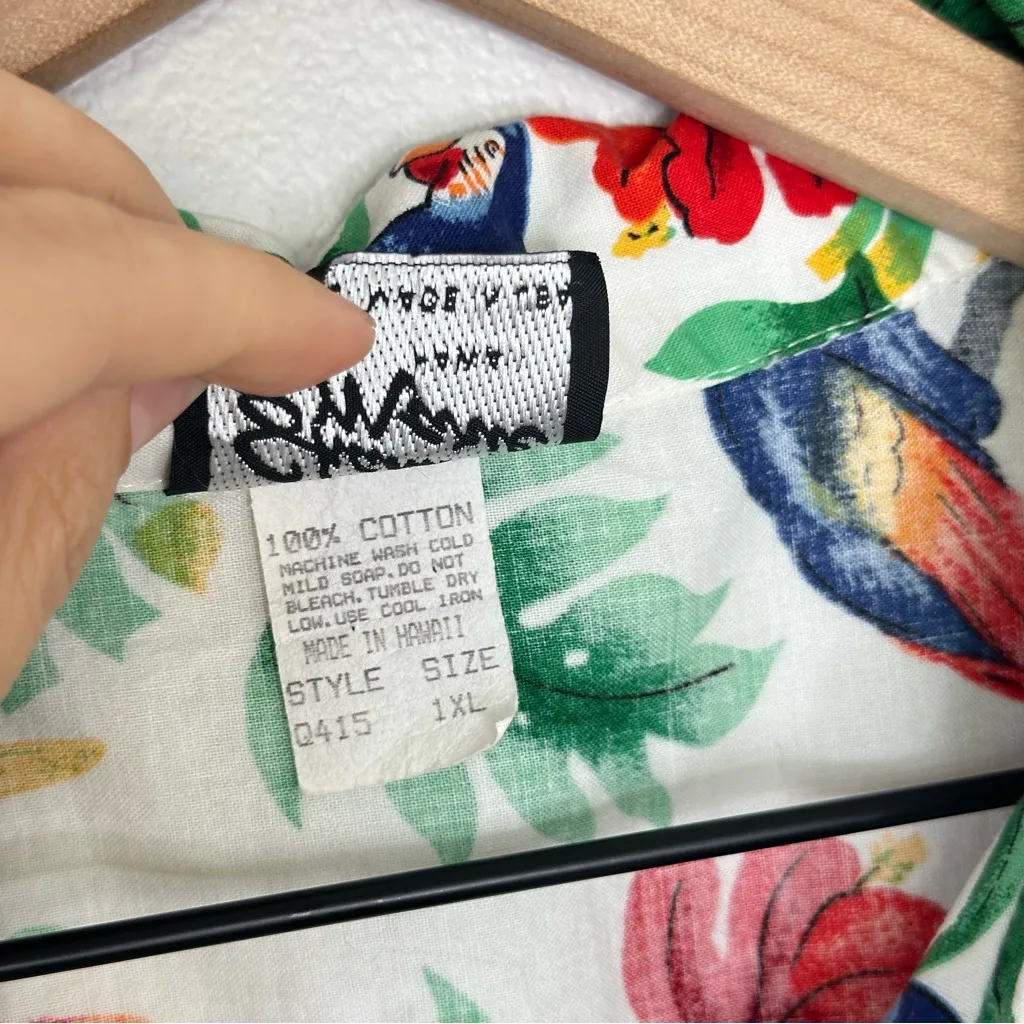 100% COTTON
MACHINE WASH COLD
MILD SOAP.DO NOT
BLEACH.TUMBLE DRY
LOW.USE COOL IRON
MADE IN HAWAII
STYLE SIZE
Q415 1XL